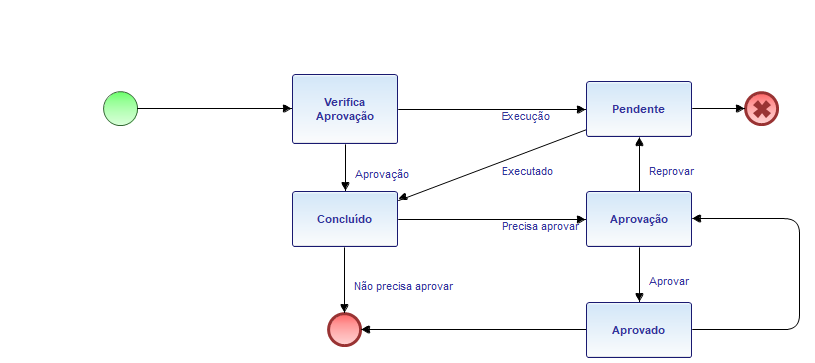 Verifica
Aprovação
Execução
Pendente
Aprovação
Executado
Reprovar
Concluído
Precisa aprovar
Aprovação
Não precisa aprovar
Aprovar
Aprovado